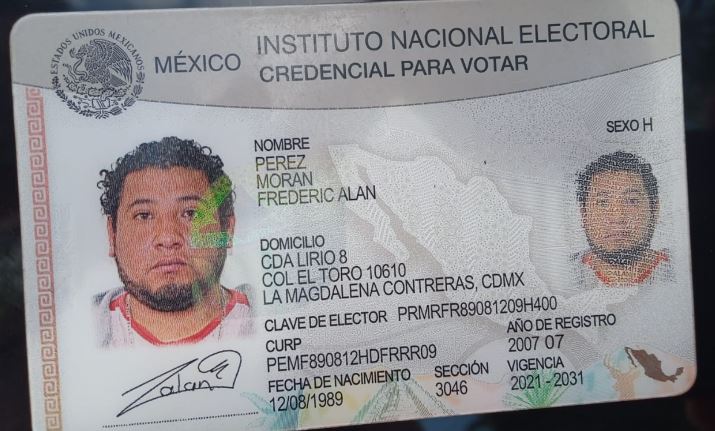 ESTADOS UNIDOS MEXICANOS
MÉXICO INSTITUTO NACIONAL ELECTORAL
CREDENCIAL PARA VOTAR
SEXO H
NOMBRE
PEREZ
MORAN
FREDERIC ALAN
DOMICILIO
CDA LIRIO 8
COL EL TORO 10610
LA MAGDALENA CONTRERAS, CDMX
CLAVE DE ELECTOR PRMRFR89081209H400
CURP
PEMF890812HDFRRR09
AÑO DE REGISTRO
2007 07
FECHA DE NACIMIENTO
12/08/1989
SECCIÓN
3046
VIGENCIA
2021 - 2031